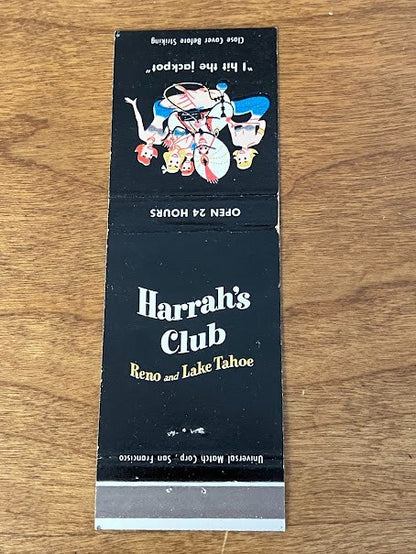 Close Cover Before Striking
"I hit the jackpot"
OPEN 24 HOURS
Harrah's
Club
Reno and Lake Tahoe
Universal Match Corp., San Francisco